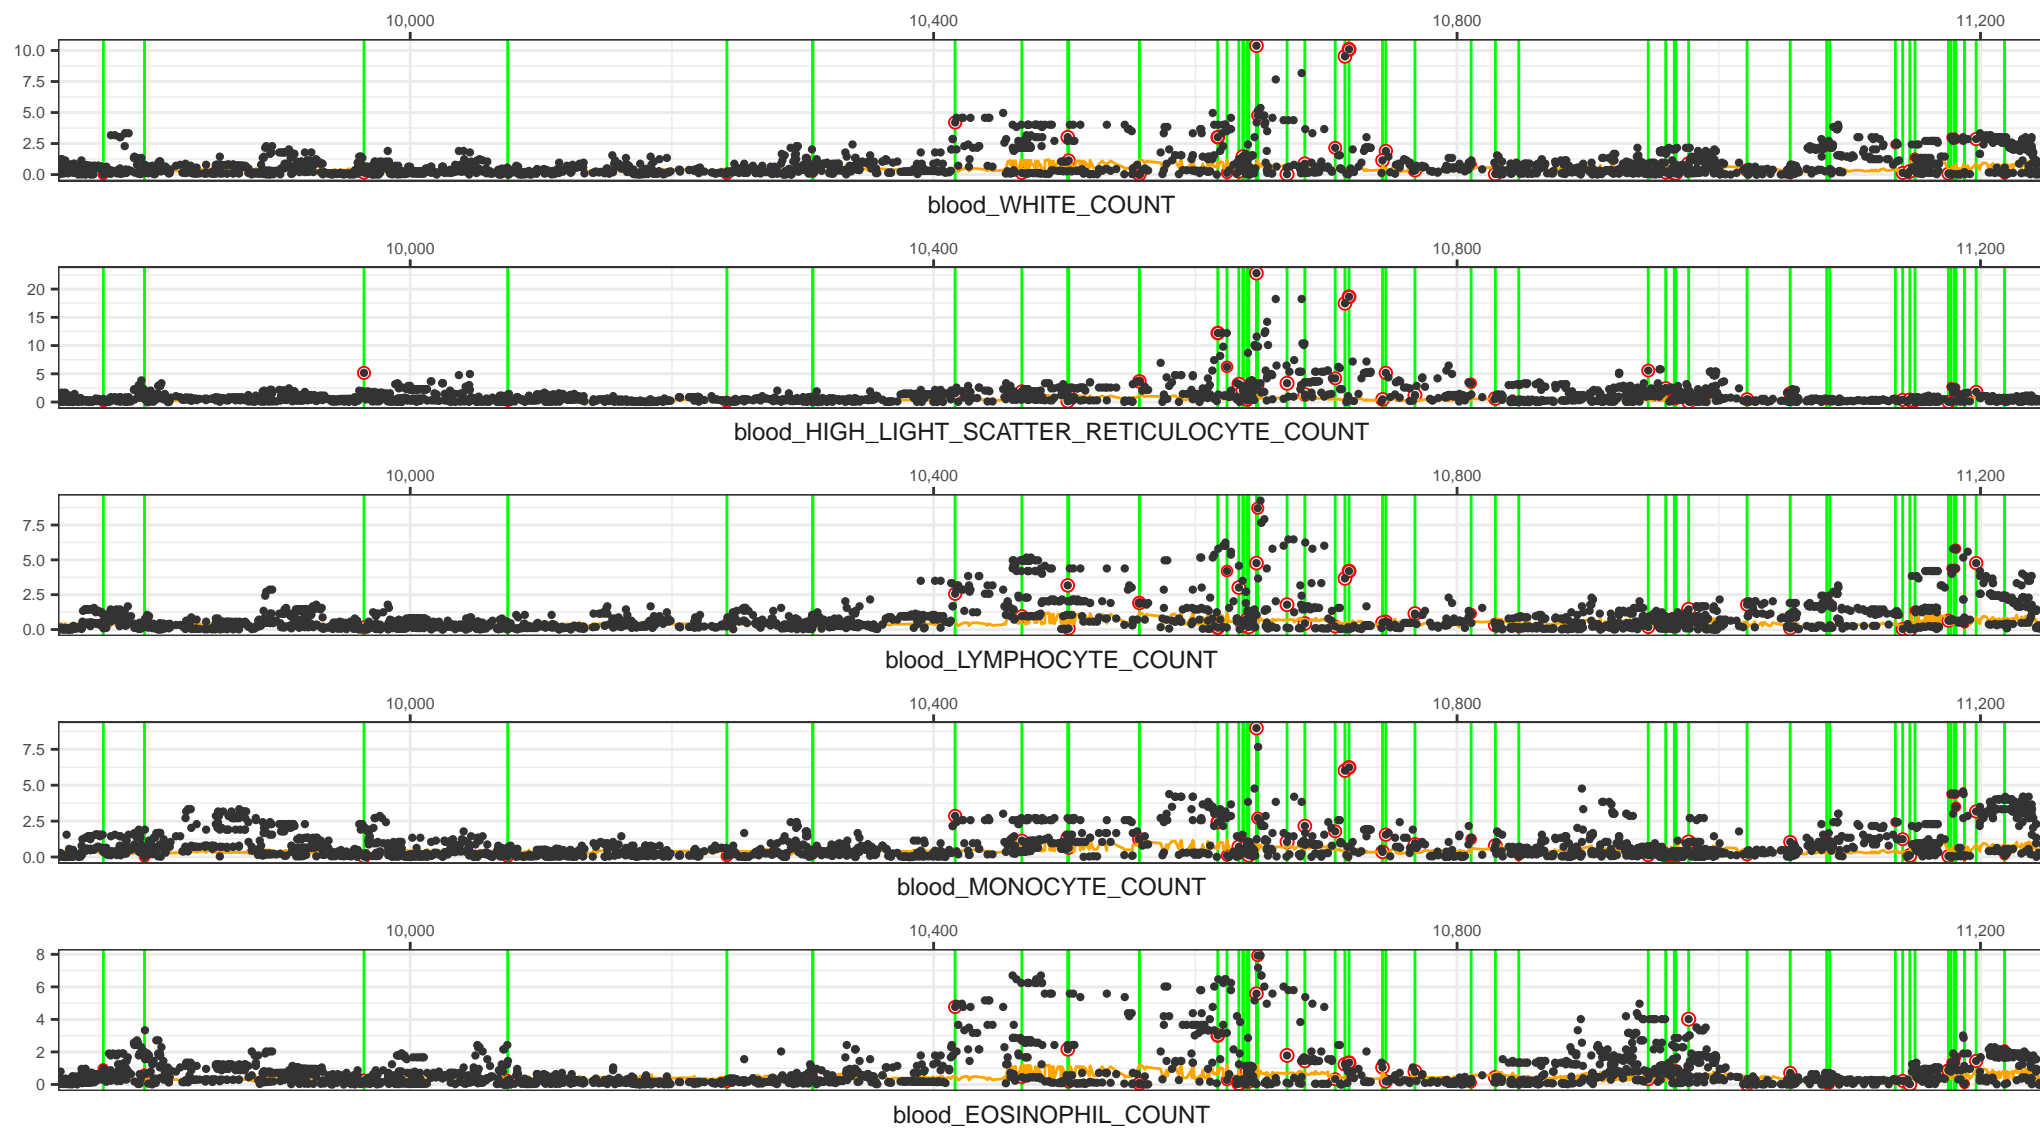 10,000 10,400 10,800 11,200
10.0
7.5
5.0
2.5
0.0
blood_WHITE_COUNT
10,000 10,400 10,800 11,200
20
15
10
5
0
blood_HIGH_LIGHT_SCATTER_RETICULOCYTE_COUNT
10,000 10,400 10,800 11,200
7.5
5.0
2.5
0.0
blood_LYMPHOCYTE_COUNT
10,000 10,400 10,800 11,200
7.5
5.0
2.5
0.0
blood_MONOCYTE_COUNT
10,000 10,400 10,800 11,200
8
6
4
2
0
blood_EOSINOPHIL_COUNT